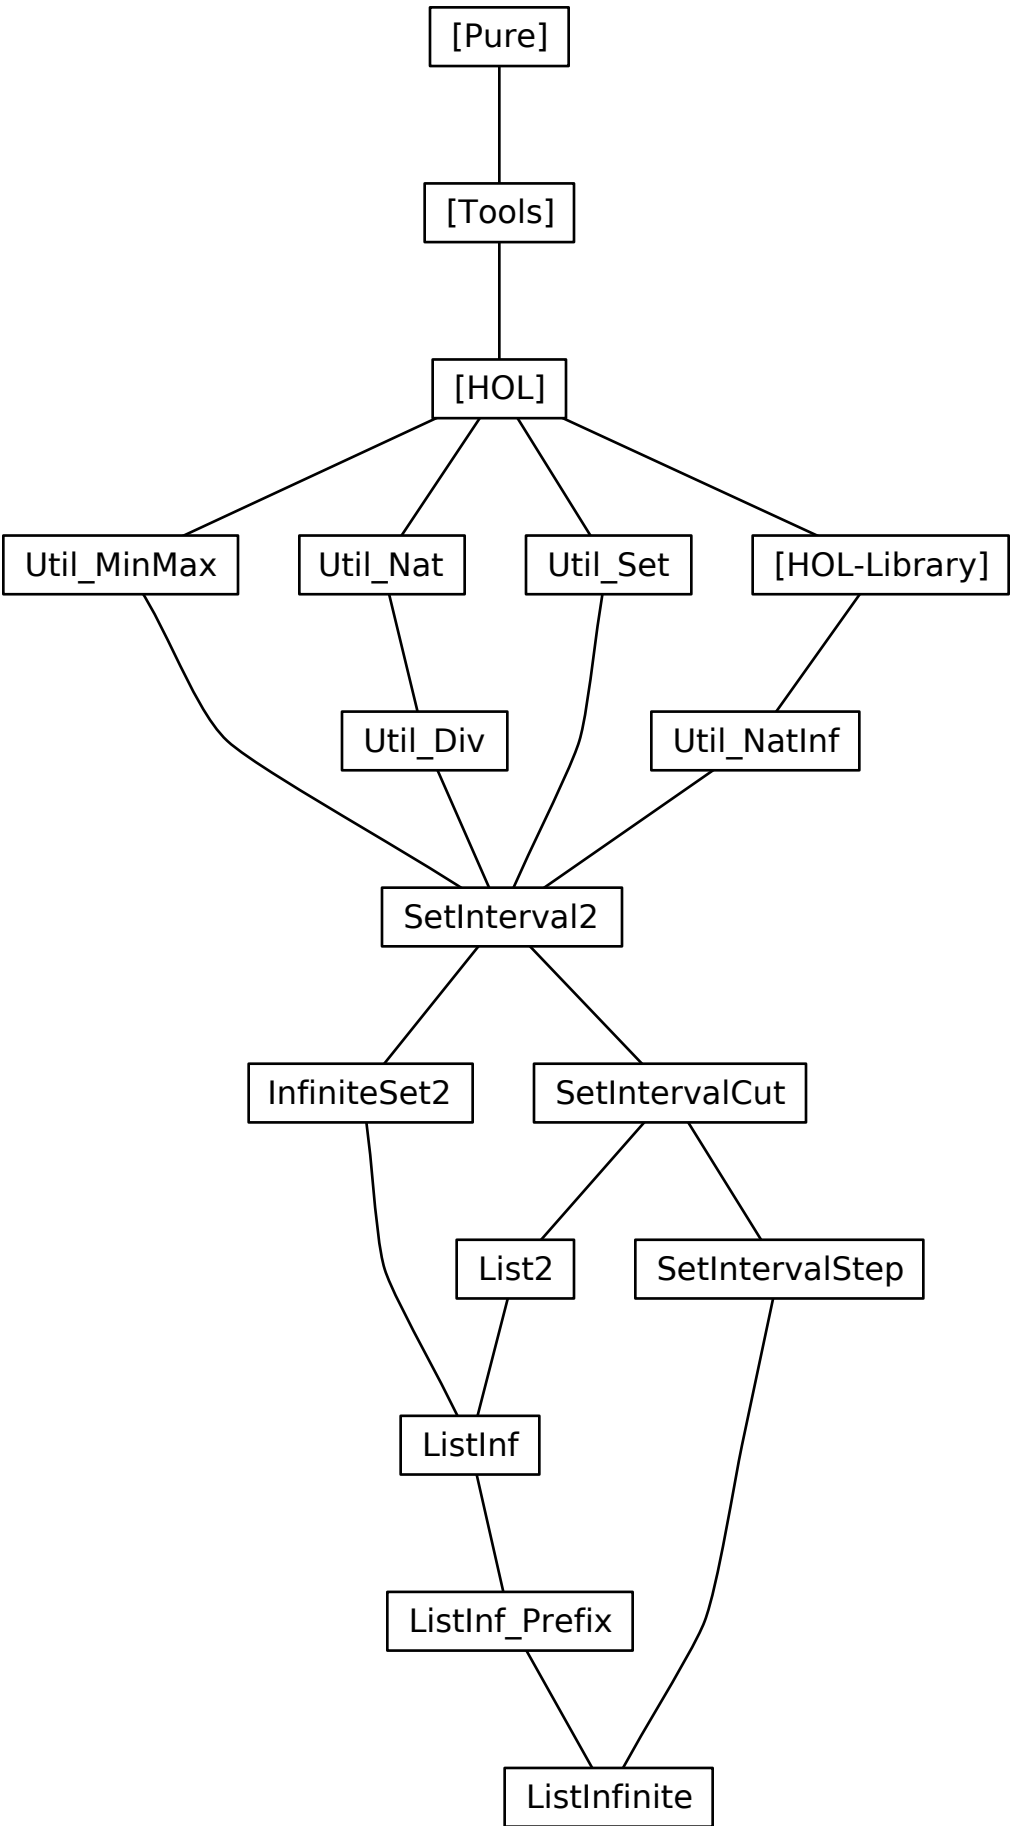 [Pure]
[Tools]
[HOL]
Util_MinMax
Util_Nat
Util_Set
[HOL-Library]
Util_Div
Util_NatInf
SetInterval2
InfiniteSet2
SetIntervalCut
List2
SetIntervalStep
ListInf
ListInf_Prefix
ListInfinite